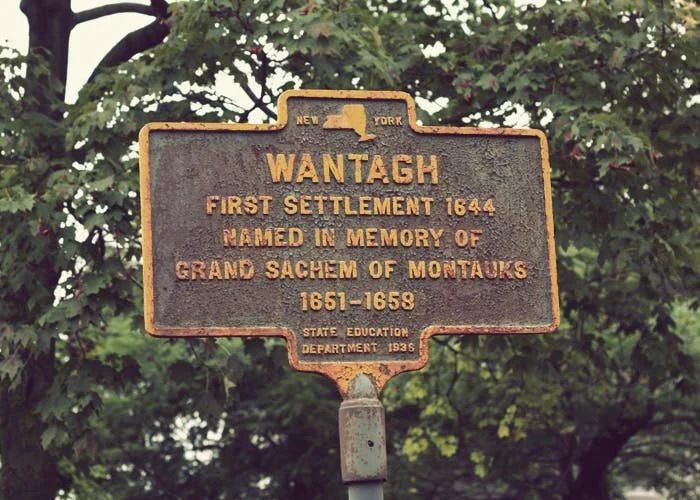 NEW YORK
WANTAGH
FIRST SETTLEMENT 1644
NAMED IN MEMORY OF
GRAND SACHEM OF MONTAUKS
1651-1658
STATE EDUCATION
DEPARTMENT 1936